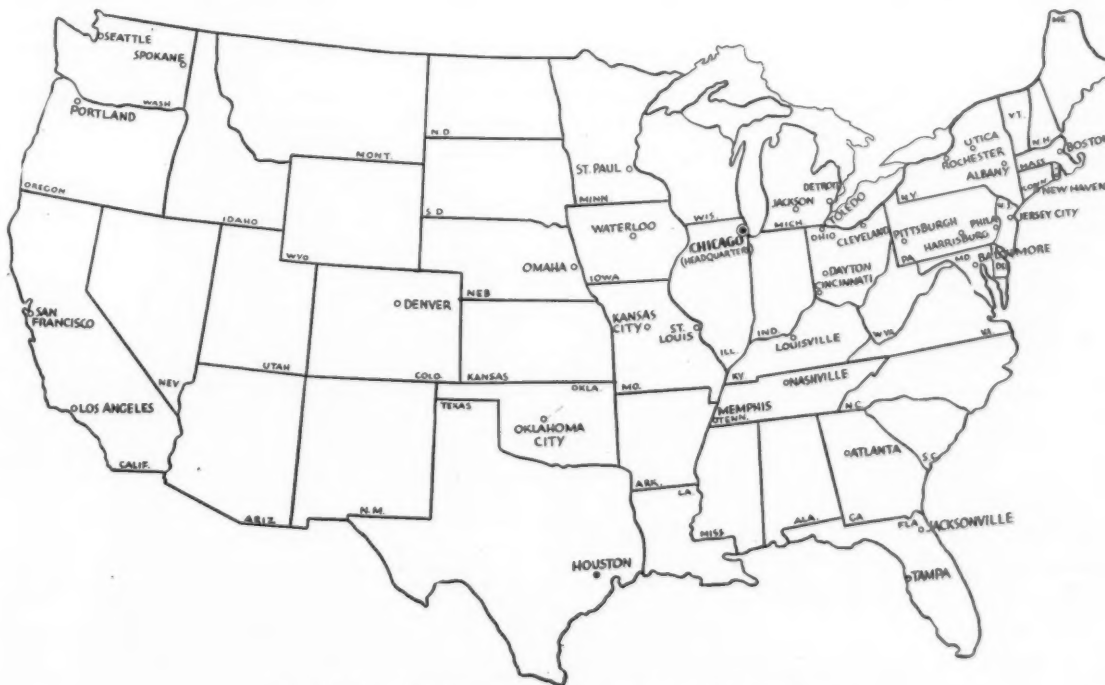 SEATTLE
SPOKANE
WASH
PORTLAND
OREGON
IDAHO
MONT.
N.D
S.D
WYO
NEB
MINN
ST. PAUL
WIS.
WATERLOO
IOWA
OMAHA
DENVER
COLO.
KANSAS
UTAH
NEV
SAN
FRANCISCO
LOS ANGELES
CALIF.
ARIZ
N.M.
TEXAS
OKLA.
OKLAHOMA
CITY
HOUSTON
KANSAS
CITY
ST.
LOUIS
MO.
ARK.
LA.
MISS
ALA.
GA
FLA
JACKSONVILLE
TAMPA
ATLANTA
S.C.
N.C.
MEMPHIS
TENN.
NASHVILLE
KY.
LOUISVILLE
IND.
ILL.
CHICAGO
(HEADQUARTERS)
MICH
JACKSON
DETROIT
TOLEDO
OHIO
CLEVELAND
DAYTON
CINCINNATI
W.VA.
VA.
PITTSBURGH
HARRISBURG
PHILA
PA
MD.
BALTIMORE
DEL
N.J.
JERSEY CITY
N.Y.
UTICA
ROCHESTER
ALBANY
VT.
N.H.
ME.
MASS
BOSTON
CONN
NEW HAVEN